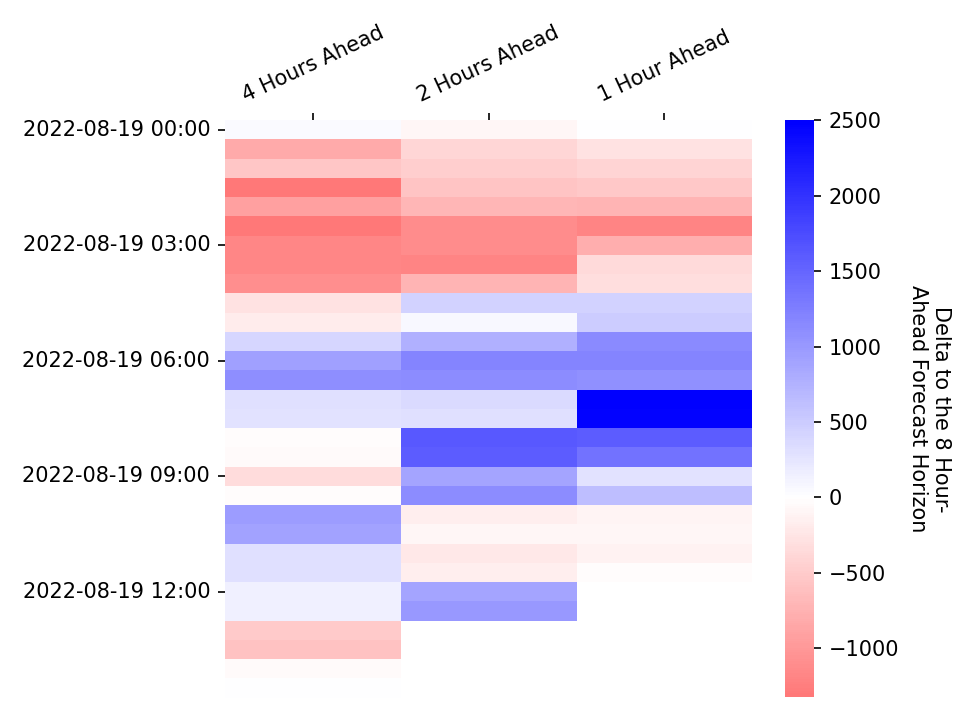 4 Hours Ahead
2 Hours Ahead
1 Hour Ahead
2022-08-19 00:00
2022-08-19 03:00
2022-08-19 06:00
2022-08-19 09:00
2022-08-19 12:00
2500
2000
1500
1000
500
0
−500
−1000
Delta to the 8 Hour-
Ahead Forecast Horizon